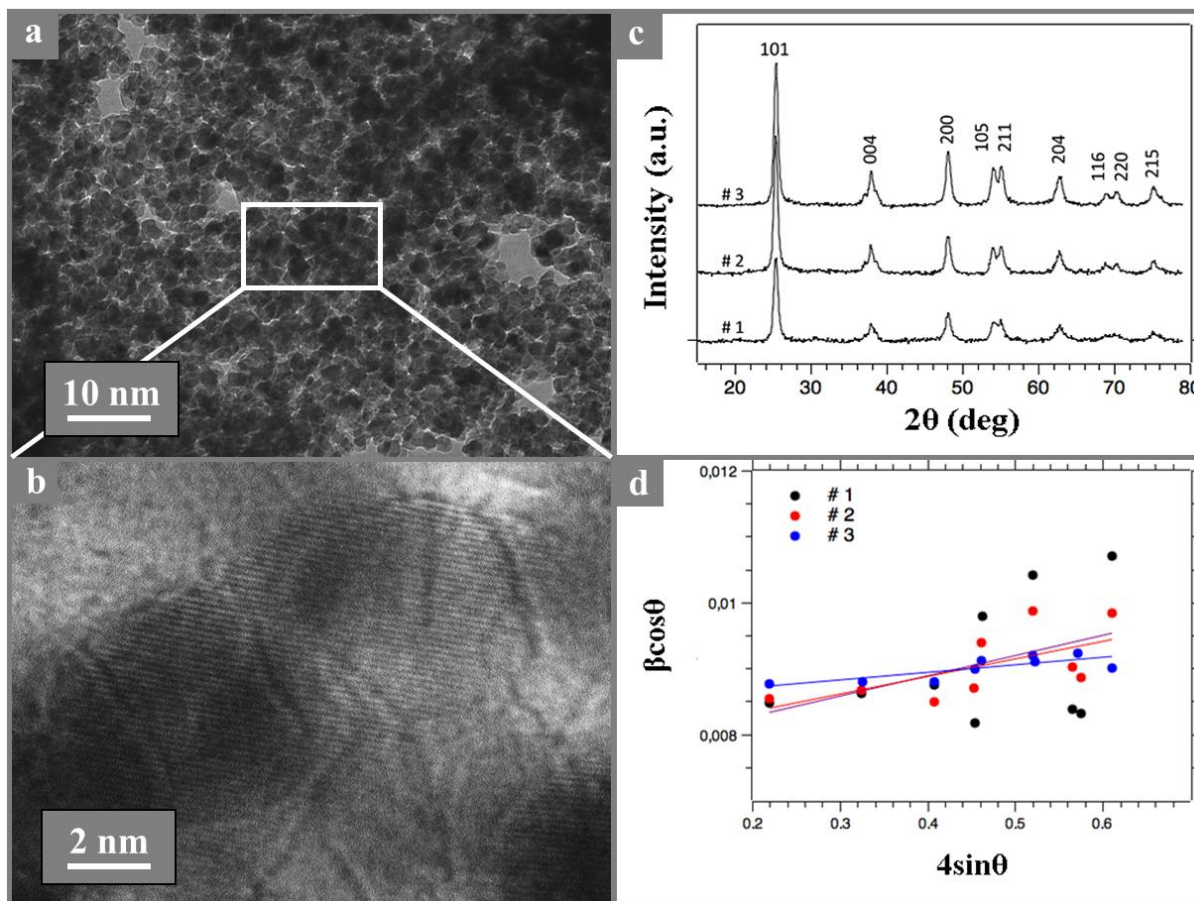 a
10 nm
b
2 nm
c
101
004
200
105
211
204
116
220
215
#3
#2
#1
Intensity (a.u.)
20 30 40 50 60 70 80
2θ (deg)
d
0,012
0,01
0,008
# 1
# 2
# 3
βcosθ
0.2 0.3 0.4 0.5 0.6
4sinθ